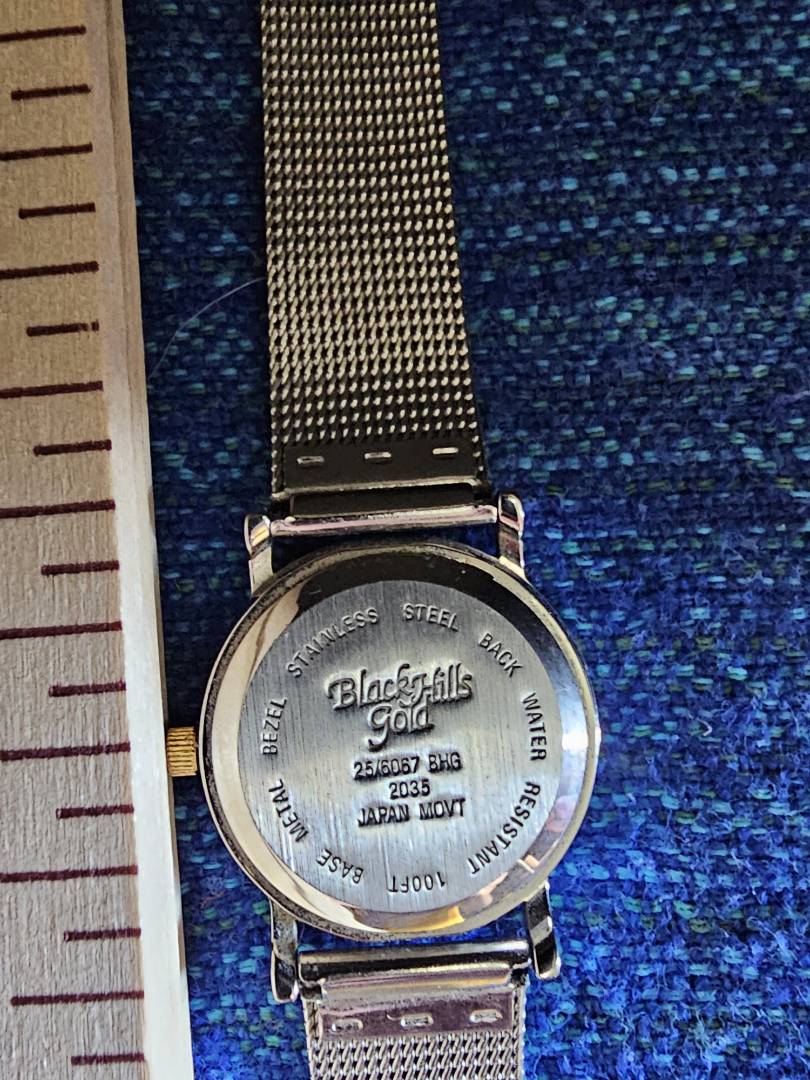 STAINLESS STEEL BACK WATER RESISTANT 100FT BASE METAL BEZEL
Black Hills
Gold
25/6067 BHG
2035
JAPAN MOVT